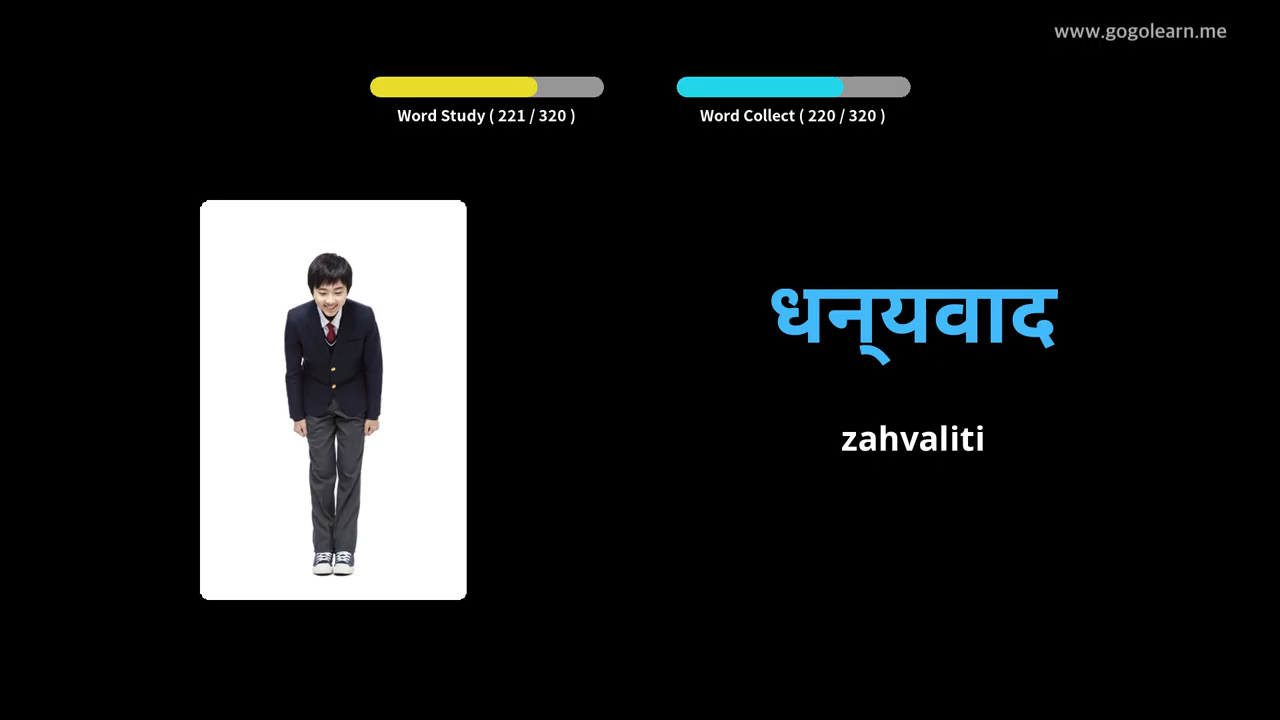 www.gogolearn.me
Word Study ( 221 / 320 )
Word Collect ( 220 / 320 )
धन्‍यवाद
zahvaliti